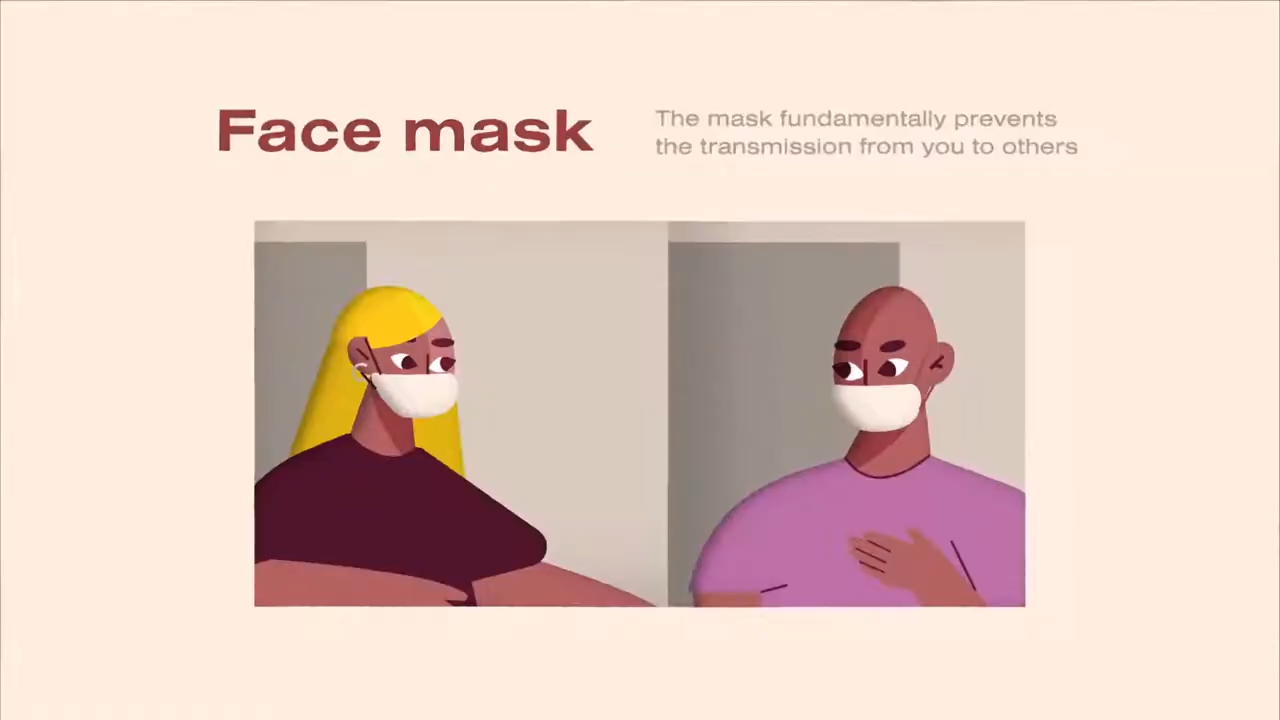 Face mask
The mask fundamentally prevents
the transmission from you to others